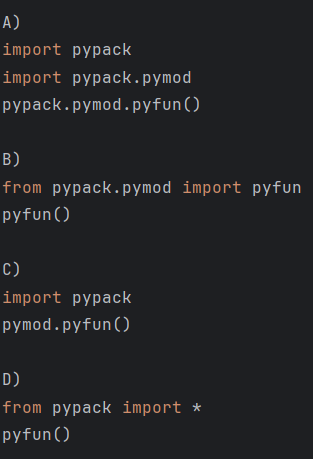 A)
import pypack
import pypack.pymod
pypack.pymod.pyfun()
B)
from pypack.pymod import pyfun
pyfun()
C)
import pypack
pymod.pyfun()
D)
from pypack import *
pyfun()